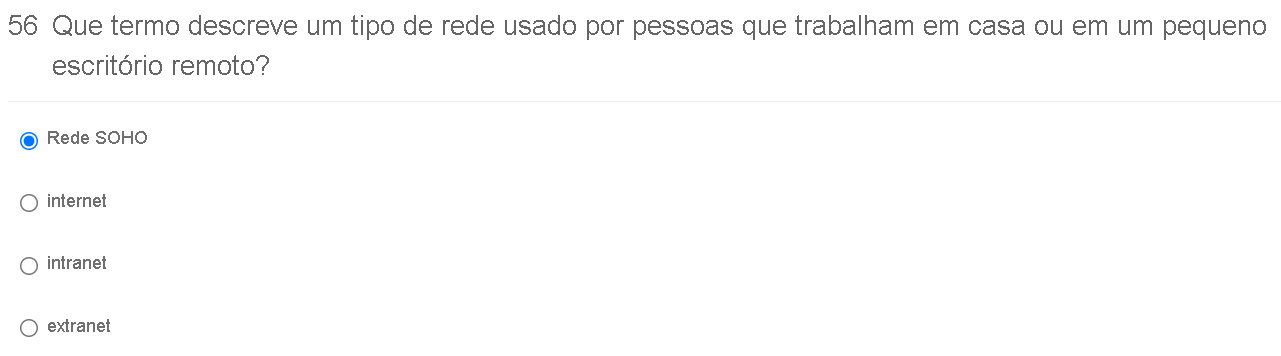 56 Que termo descreve um tipo de rede usado por pessoas que trabalham em casa ou em um pequeno
escritório remoto?
Rede SOHO
internet
intranet
extranet